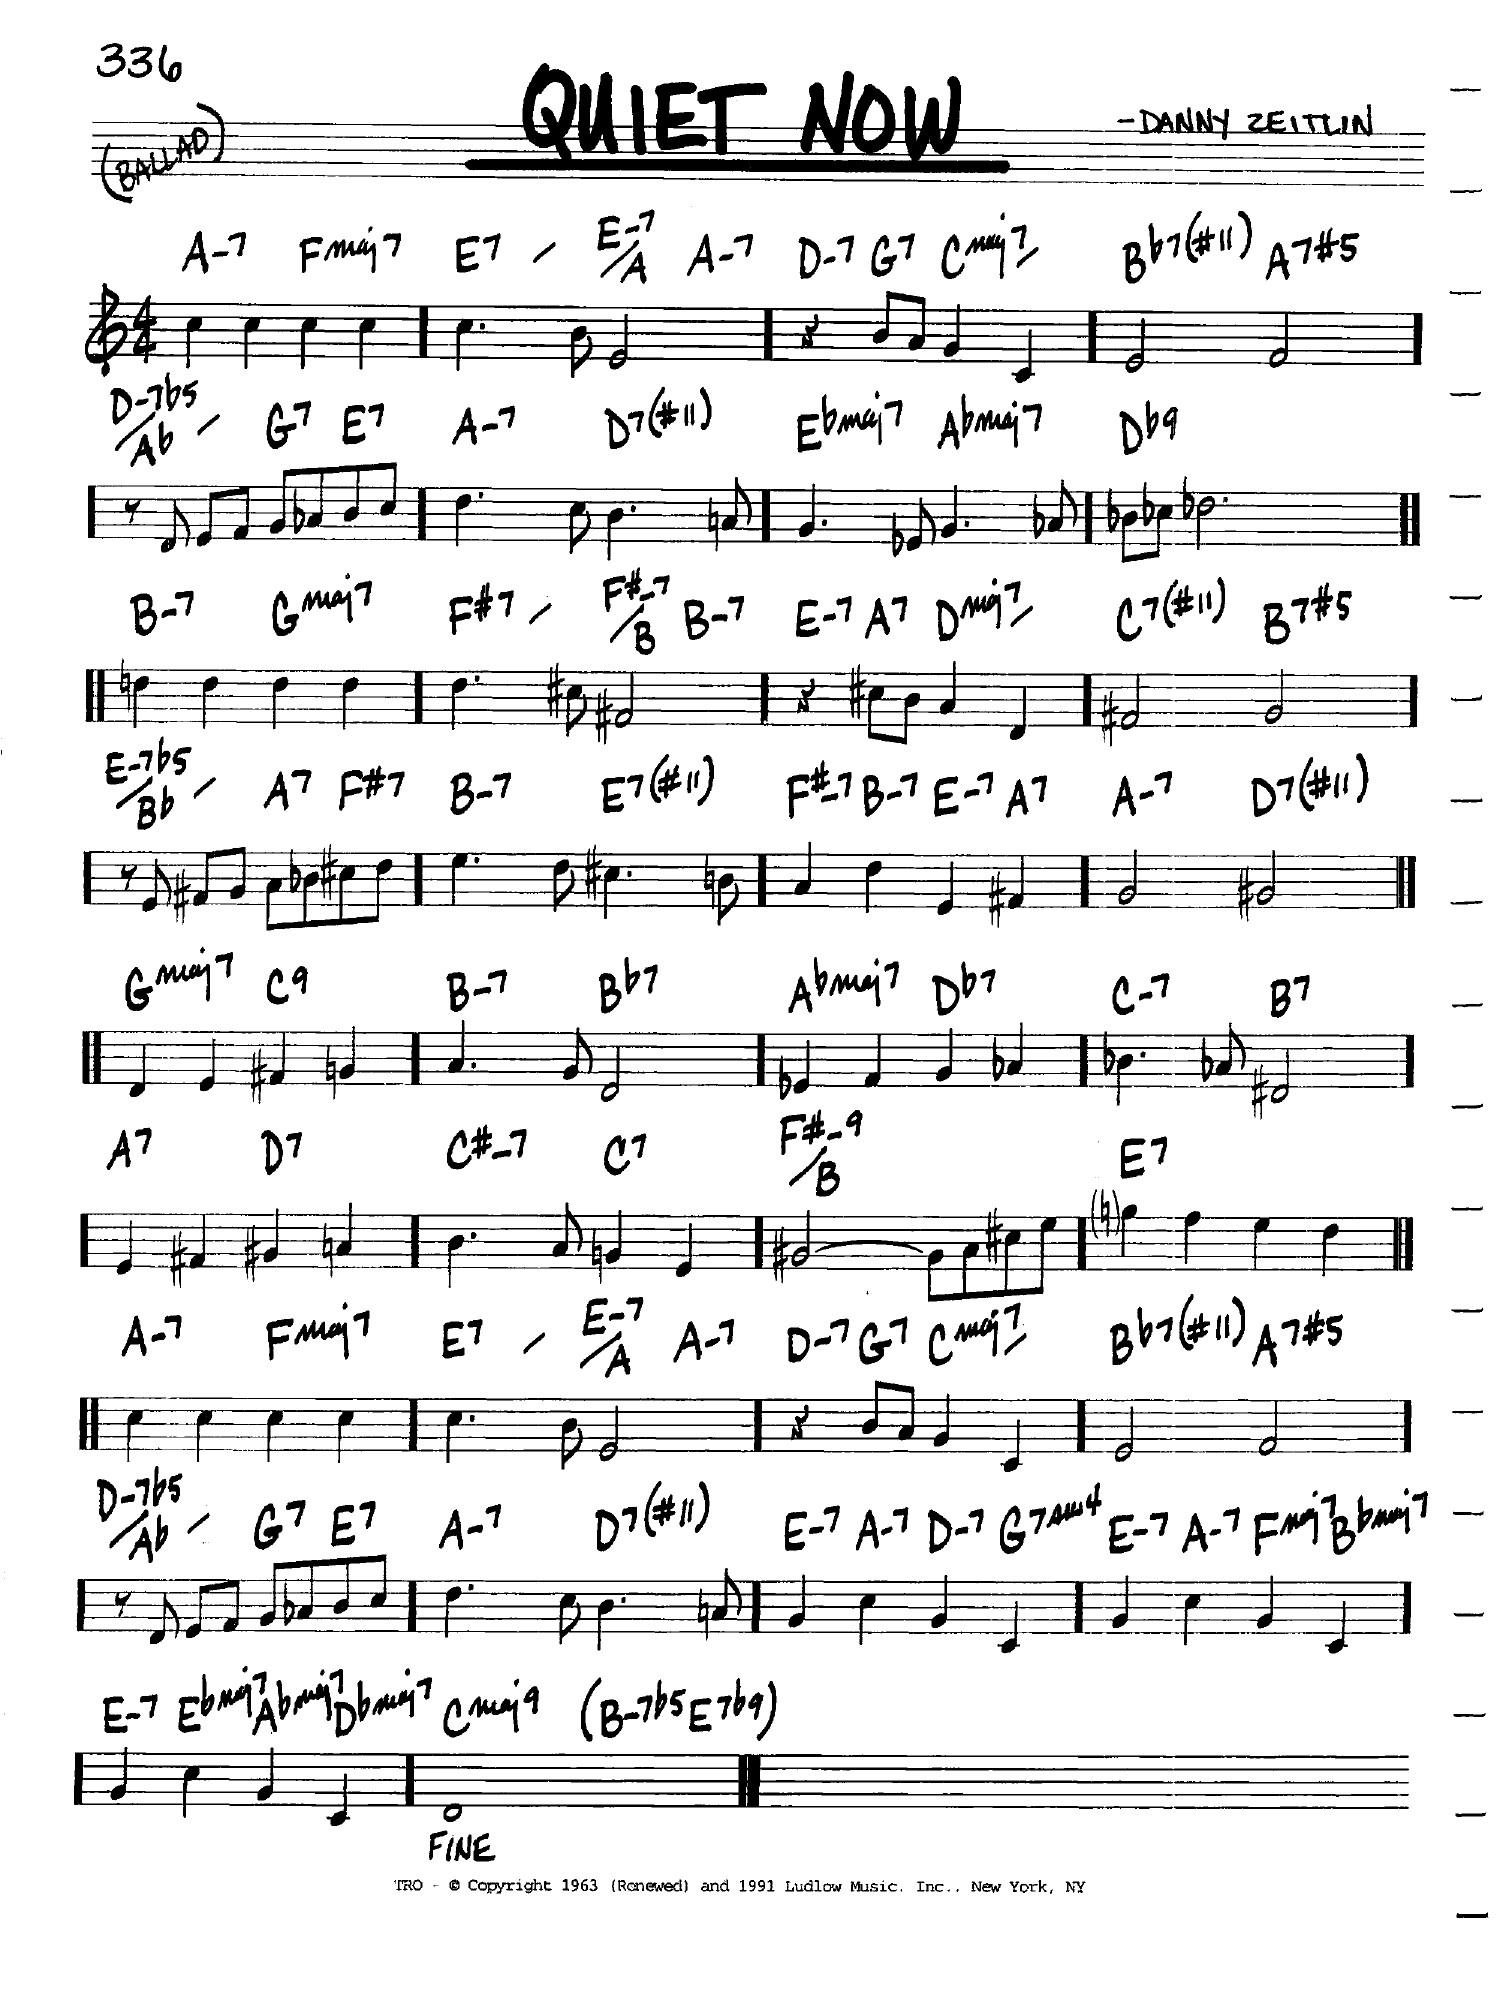 336
QUIET NOW
(BALLAD)
-DANNY ZEITLIN
A-7 Fmaj7 E7 / E-7/A A-7 D-7 G7 Cmaj7 / Bb7(#11) A7#5
4/4
D-7b5/Ab / G7 E7 A-7 D7(#11) Ebmaj7 Abmaj7 Db9
B-7 Gmaj7 F#7 / F#-7/B B-7 E-7 A7 Dmaj7 / C7(#11) B7#5
E-7b5/Bb / A7 F#7 B-7 E7(#11) F#-7 B-7 E-7 A7 A-7 D7(#11)
Gmaj7 C9 B-7 Bb7 Abmaj7 Db7 C-7 B7
A7 D7 C#-7 C7 F#-9/B E7
A-7 Fmaj7 E7 / E-7/A A-7 D-7 G7 Cmaj7 / Bb7(#11) A7#5
D-7b5/Ab / G7 E7 A-7 D7(#11) E-7 A-7 D-7 G7sus4 E-7 A-7 Fmaj7 Bbmaj7
E-7 Ebmaj7 Abmaj7 Dbmaj7 Cmaj9 (B-7b5 E7b9)
FINE
TRO - © Copyright 1963 (Renewed) and 1991 Ludlow Music. Inc.. New York, NY